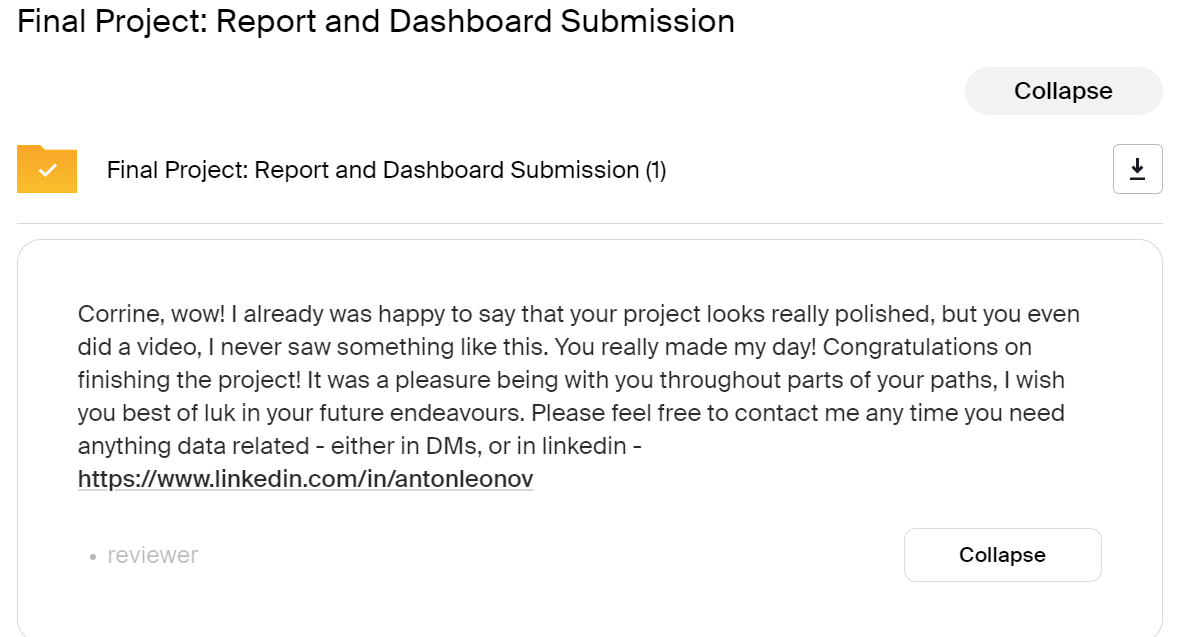 Final Project: Report and Dashboard Submission
Collapse
Final Project: Report and Dashboard Submission (1)
Corrine, wow! I already was happy to say that your project looks really polished, but you even
did a video, I never saw something like this. You really made my day! Congratulations on
finishing the project! It was a pleasure being with you throughout parts of your paths, I wish
you best of luk in your future endeavours. Please feel free to contact me any time you need
anything data related - either in DMs, or in linkedin -
https://www.linkedin.com/in/antonleonov
• reviewer
Collapse